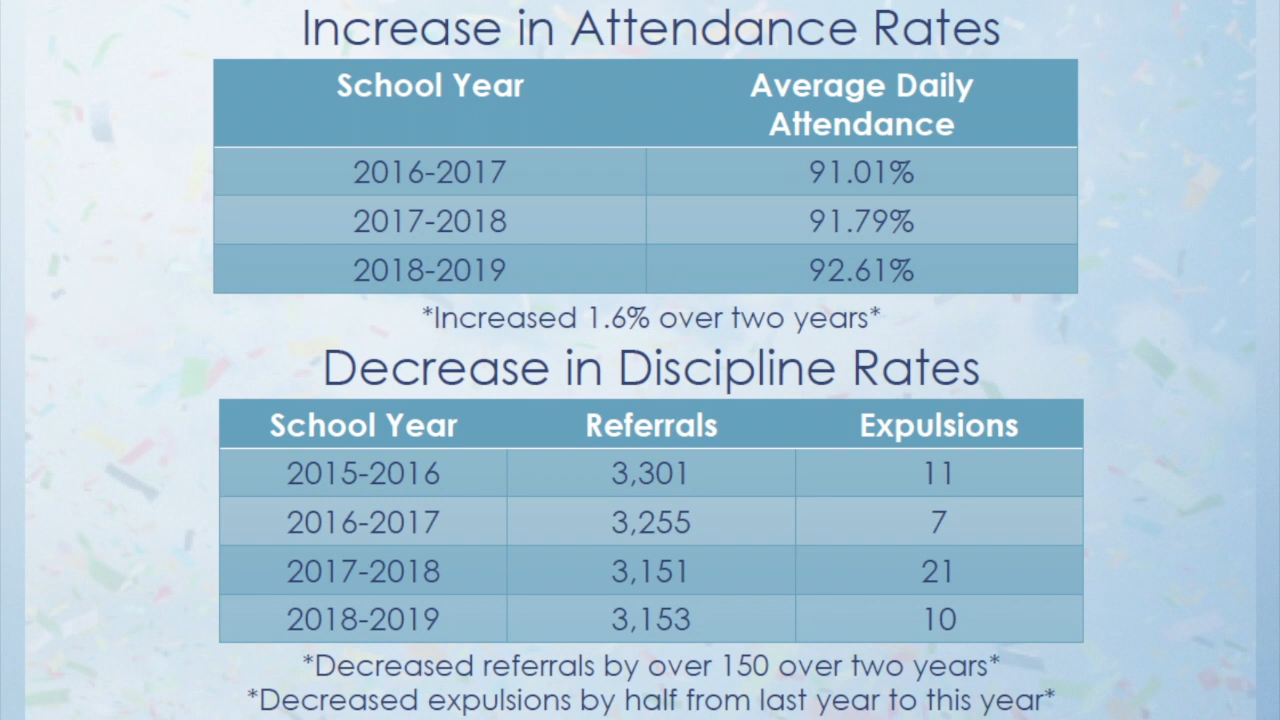 Increase in Attendance Rates
School Year Average Daily
Attendance
2016-2017 91.01%
2017-2018 91.79%
2018-2019 92.61%
*Increased 1.6% over two years*
Decrease in Discipline Rates
School Year Referrals Expulsions
2015-2016 3,301 11
2016-2017 3,255 7
2017-2018 3,151 21
2018-2019 3,153 10
*Decreased referrals by over 150 over two years*
*Decreased expulsions by half from last year to this year*